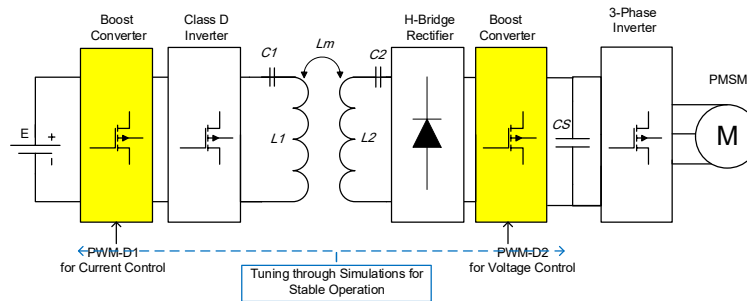 Boost
Converter
Class D
Inverter
H-Bridge
Rectifier
Boost
Converter
3-Phase
Inverter
PMSM
C1
Lm
C2
E
+
-
L1
L2
CS
M
PWM-D1
for Current Control
PWM-D2
for Voltage Control
Tuning through Simulations for
Stable Operation